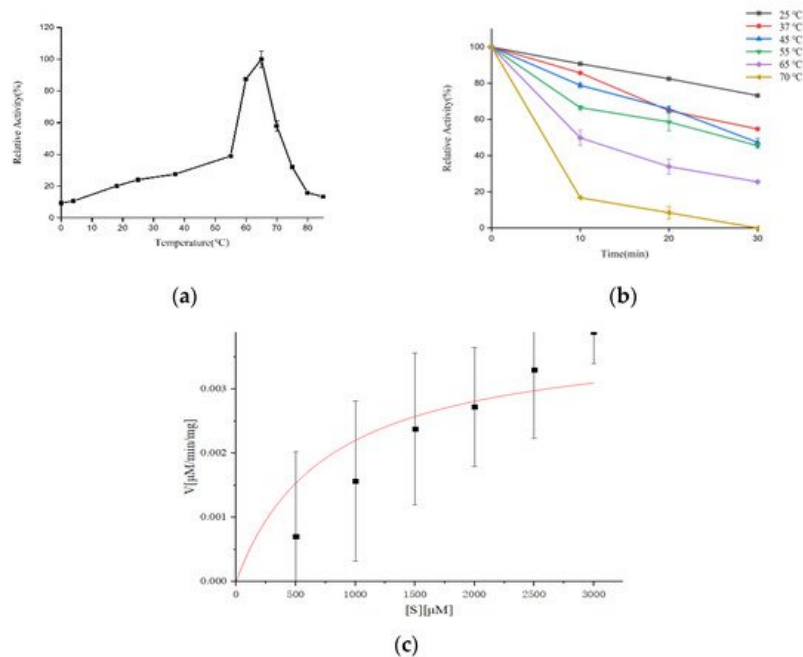 120
100
80
60
40
20
0
Relative Activity(%)
0 10 20 30 40 50 60 70 80
Temperature(°C)
(a)
25 °C
37 °C
45 °C
55 °C
65 °C
70 °C
100
80
60
40
20
0
Relative Activity(%)
0 10 20 30
Time(min)
(b)
0.003
0.002
0.001
0.000
V[μM/min/mg]
0 500 1000 1500 2000 2500 3000
[S][μM]
(c)